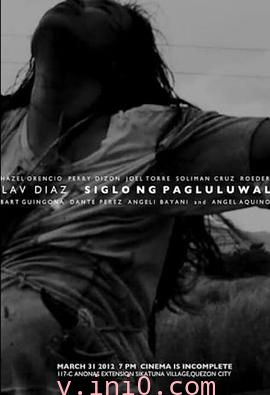 HAZEL ORENCIO PERRY DIZON JOEL TORRE SOLIMAN CRUZ ROEDER
LAV DIAZ SIGLO NG PAGLULUWAL
BART GUINGONA DANTE PEREZ ANGELI BAYANI and ANGEL AQUINO
MARCH 31 2012 7 PM CINEMA IS INCOMPLETE
117-C ANONAS EXTENSION SIKATUNA VILLAGE, QUEZON CITY
v.ini0.com